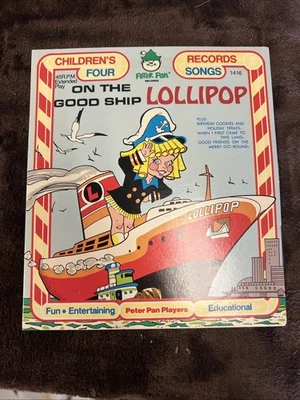 CHILDREN'S
RECORDS
FOUR
SONGS
1416
45R.P.M.
Extended
Play
Peter Pan
RECORDS
ON THE
GOOD SHIP
LOLLIPOP
PLUS:
BIRTHDAY COOKIES AND
HOLIDAY TREATS..
WHEN I FIRST CAME TO
THIS LAND,
GOOD FRIENDS ON THE
MERRY-GO-ROUND..
L
LOLLIPOP
Fun • Entertaining
Peter Pan Players
Educational